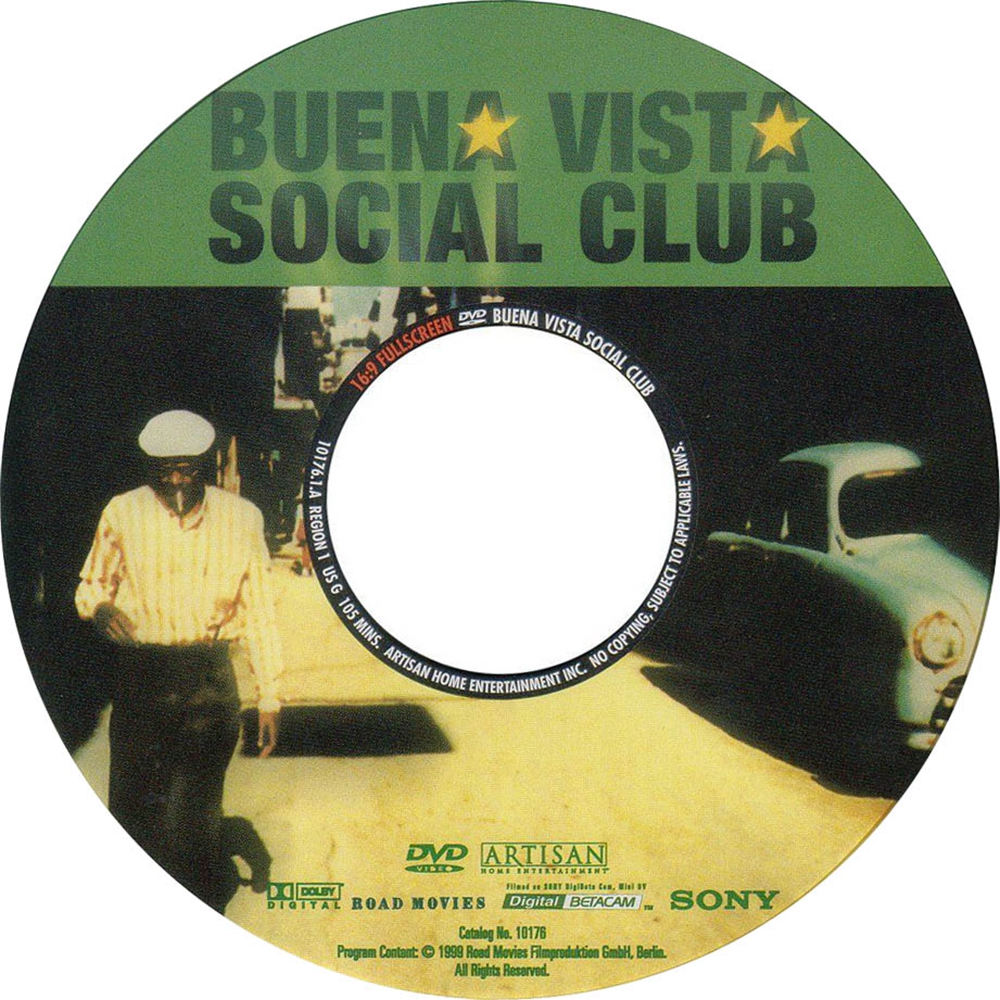 BUENA VISTA
SOCIAL CLUB
16:9 FULLSCREEN DVD BUENA VISTA SOCIAL CLUB
10176.1.A REGION 1 US G 105 MINS. ARTISAN HOME ENTERTAINMENT INC. NO COPYING, SUBJECT TO APPLICABLE LAWS.
DVD
VIDEO
ARTISAN
HOME ENTERTAINMENT
DOLBY
DIGITAL
ROAD MOVIES
Filmed on SONY DigiBeta Cam, Mini DV
Digital BETACAM ™
SONY
Catalog No. 10176
Program Content: © 1999 Road Movies Filmproduktion GmbH, Berlin.
All Rights Reserved.